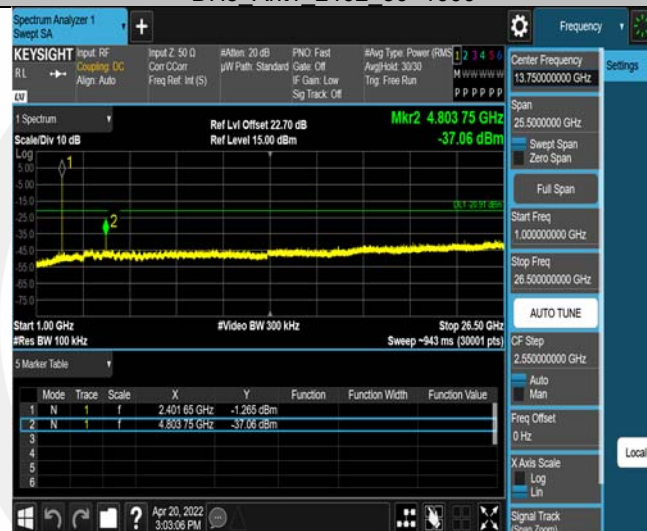 Spectrum Analyzer 1
Swept SA
+
Frequency
KEYSIGHT
RL
Input: RF
Coupling: DC
Align: Auto
Input Z: 50 Ω
Corr CCorr
Freq Ref: Int (S)
#Atten: 20 dB
µW Path: Standard
PNO: Fast
Gate: Off
IF Gain: Low
Sig Track: Off
#Avg Type: Power (RMS)
Avg|Hold: 30/30
Trig: Free Run
1 2 3 4 5 6
M W W W W W
P P P P P P
1 Spectrum
Scale/Div 10 dB
Log
Ref Lvl Offset 22.70 dB
Ref Level 15.00 dBm
Mkr2 4.803 75 GHz
-37.06 dBm
5.00
-5.00
-15.0
-25.0
-35.0
-45.0
-55.0
-65.0
-75.0
1
2
DL1 -20.91 dBm
Start 1.00 GHz
#Res BW 100 kHz
#Video BW 300 kHz
Stop 26.50 GHz
Sweep ~943 ms (30001 pts)
5 Marker Table
Mode Trace Scale X Y Function Function Width Function Value
1 N 1 f 2.401 65 GHz -1.265 dBm
2 N 1 f 4.803 75 GHz -37.06 dBm
3
4
5
6
Apr 20, 2022
3:03:06 PM
?
Center Frequency
13.750000000 GHz
Span
25.5000000 GHz
Swept Span
Zero Span
Full Span
Start Freq
1.000000000 GHz
Stop Freq
26.500000000 GHz
AUTO TUNE
CF Step
2.550000000 GHz
Auto
Man
Freq Offset
0 Hz
X Axis Scale
Log
Lin
Signal Track
(Span Zoom)
Settings
Local